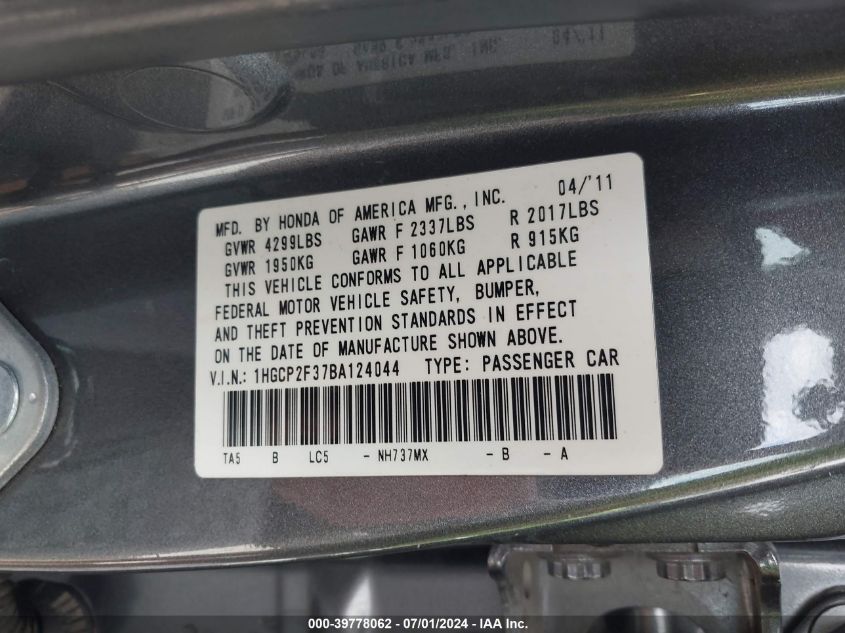 MFD. BY HONDA OF AMERICA MFG., INC. 04/'11
GVWR 4299LBS GAWR F 2337LBS R 2017LBS
GVWR 1950KG GAWR F 1060KG R 915KG
THIS VEHICLE CONFORMS TO ALL APPLICABLE
FEDERAL MOTOR VEHICLE SAFETY, BUMPER,
AND THEFT PREVENTION STANDARDS IN EFFECT
ON THE DATE OF MANUFACTURE SHOWN ABOVE.
V.I.N.: 1HGCP2F37BA124044 TYPE: PASSENGER CAR
TA5 B LC5 - NH737MX - B - A
000-39778062 - 07/01/2024 - IAA Inc.